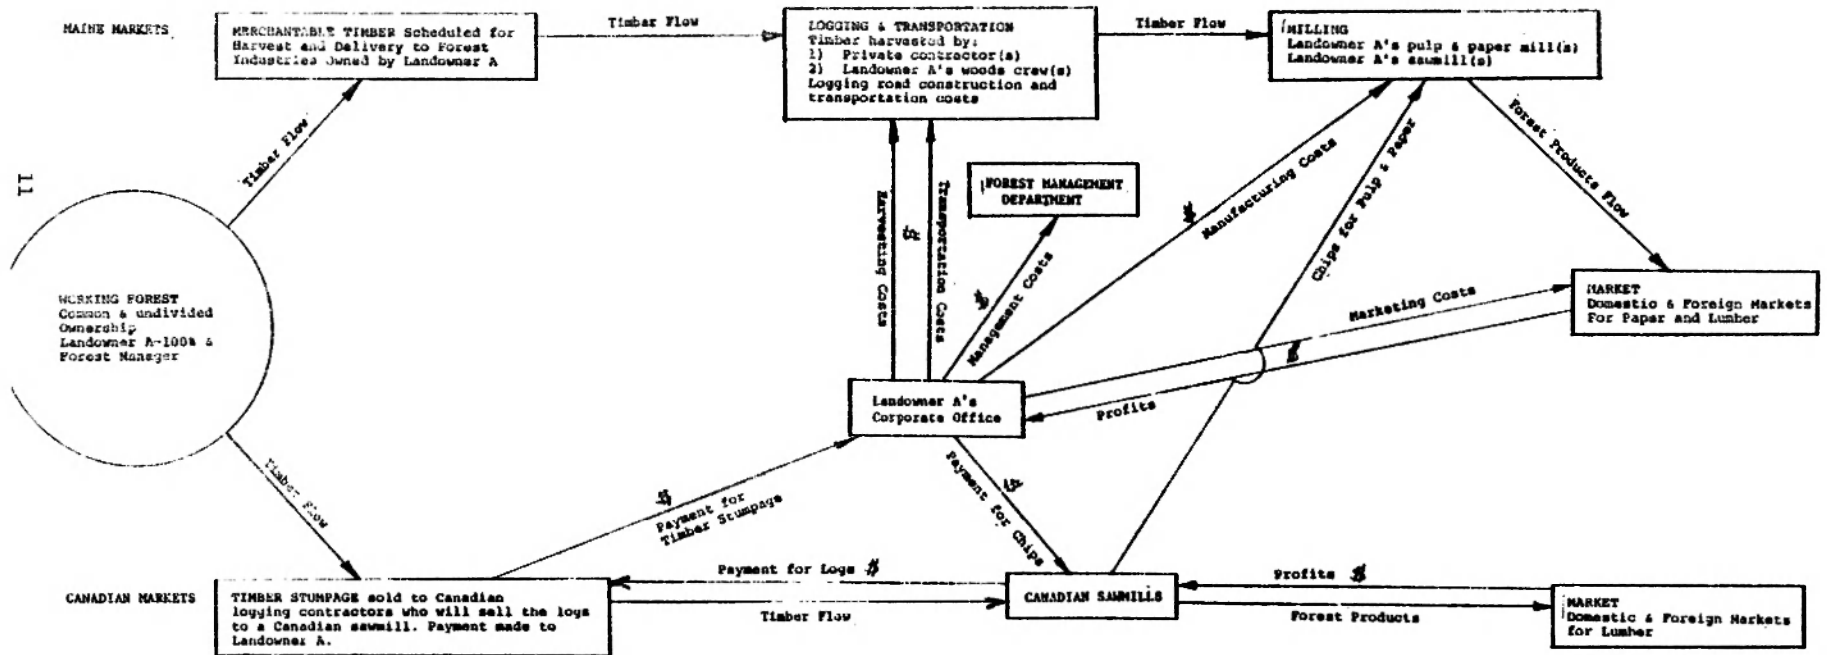 MAINE MARKETS
MERCHANTABLE TIMBER Scheduled for
Harvest and Delivery to Forest
Industries Owned by Landowner A
Timber Flow
LOGGING & TRANSPORTATION
Timber harvested by:
1) Private contractor(s)
2) Landowner A's woods crew(s)
Logging road construction and
transportation costs
Timber Flow
MILLING
Landowner A's pulp & paper mill(s)
Landowner A's sawmill(s)
Timber Flow
Harvesting Costs
$
Transportation Costs
FOREST MANAGEMENT
DEPARTMENT
$
Management Costs
$
Manufacturing Costs
Chips for Pulp & Paper
Forest Products Flow
11
WORKING FOREST
Common & undivided
Ownership
Landowner A-100% &
Forest Manager
Marketing Costs
$
Profits
MARKET
Domestic & Foreign Markets
For Paper and Lumber
Landowner A's
Corporate Office
Timber Flow
$
Payment for
Timber Stumpage
$
Payment for Chips
CANADIAN MARKETS
TIMBER STUMPAGE sold to Canadian
logging contractors who will sell the logs
to a Canadian sawmill. Payment made to
Landowner A.
Payment for Logs $
Timber Flow
CANADIAN SAWMILLS
Profits $
Forest Products
MARKET
Domestic & Foreign Markets
for Lumber